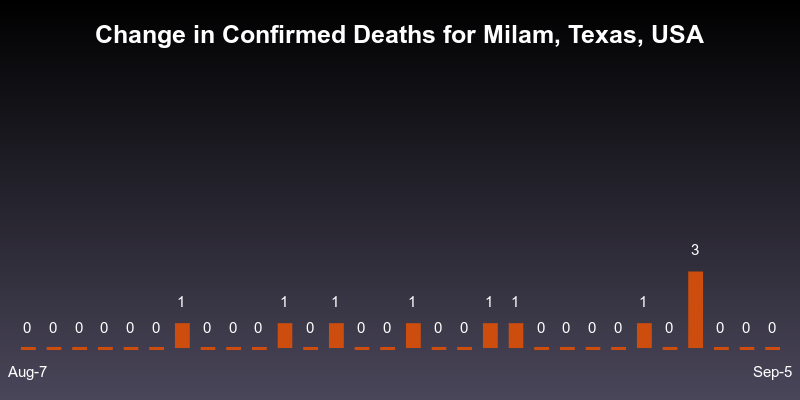 Change in Confirmed Deaths for Milam, Texas, USA
3
1 1 1 1 1 1 1
0 0 0 0 0 0 0 0 0 0 0 0 0 0 0 0 0 0 0 0 0 0
Aug-7 Sep-5